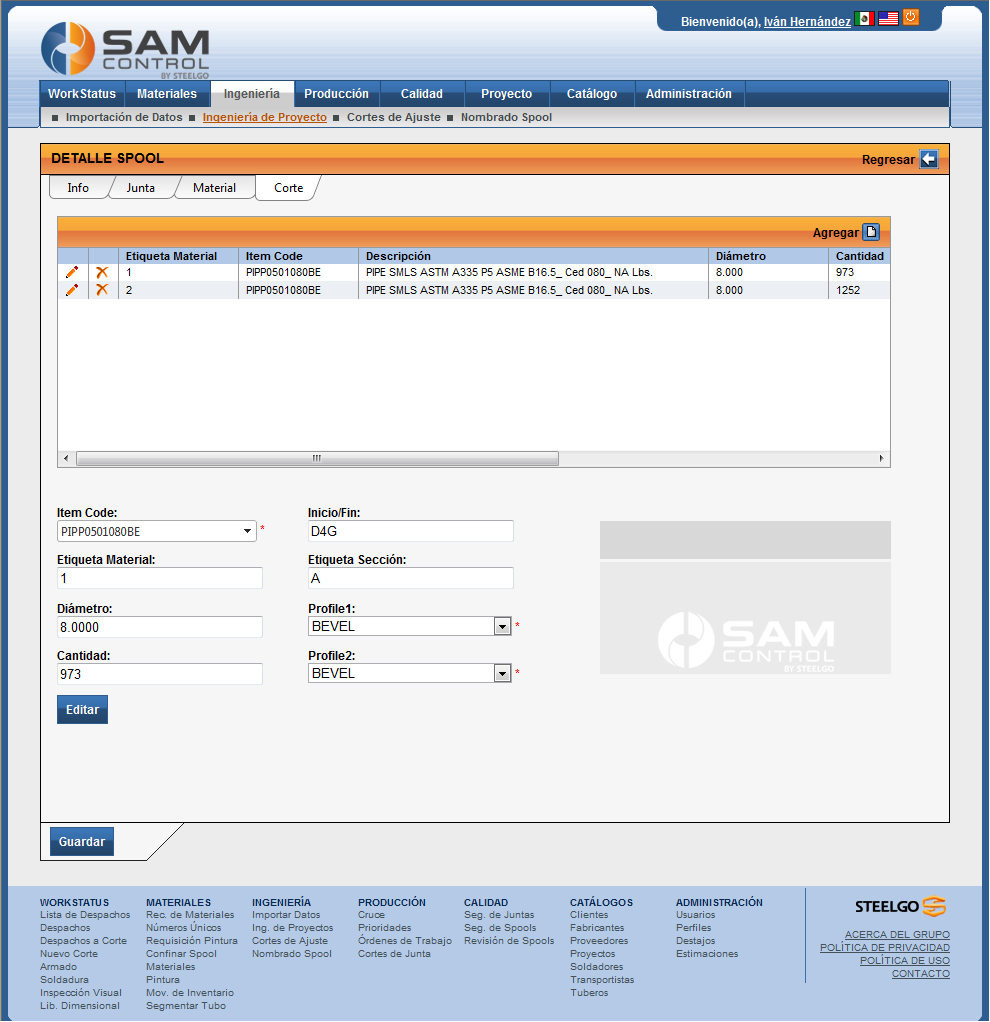 Bienvenido(a), Iván Hernández
SAM
CONTROL
BY STEELGO
WorkStatus Materiales Ingeniería Producción Calidad Proyecto Catálogo Administración
Importación de Datos Ingeniería de Proyecto Cortes de Ajuste Nombrado Spool
DETALLE SPOOL Regresar
Info Junta Material Corte
Agregar
Etiqueta Material Item Code Descripción Diámetro Cantidad
1 PIPP0501080BE PIPE SMLS ASTM A335 P5 ASME B16.5_ Ced 080_ NA Lbs. 8.000 973
2 PIPP0501080BE PIPE SMLS ASTM A335 P5 ASME B16.5_ Ced 080_ NA Lbs. 8.000 1252
Item Code: Inicio/Fin:
PIPP0501080BE * D4G
Etiqueta Material: Etiqueta Sección:
1 A
Diámetro: Profile1:
8.0000 BEVEL *
Cantidad: Profile2:
973 BEVEL *
SAM
CONTROL
BY STEELGO
Editar
Guardar
WORKSTATUS MATERIALES INGENIERÍA PRODUCCIÓN CALIDAD CATÁLOGOS ADMINISTRACIÓN
Lista de Despachos Rec. de Materiales Importar Datos Cruce Seg. de Juntas Clientes Usuarios
Despachos Números Únicos Ing. de Proyectos Prioridades Seg. de Spools Fabricantes Perfiles
Despachos a Corte Requisición Pintura Cortes de Ajuste Órdenes de Trabajo Revisión de Spools Proveedores Destajos
Nuevo Corte Confinar Spool Nombrado Spool Cortes de Junta Proyectos Estimaciones
Armado Materiales Soldadores
Soldadura Pintura Transportistas
Inspección Visual Mov. de Inventario Tuberos
Lib. Dimensional Segmentar Tubo
STEELGO
ACERCA DEL GRUPO
POLÍTICA DE PRIVACIDAD
POLÍTICA DE USO
CONTACTO